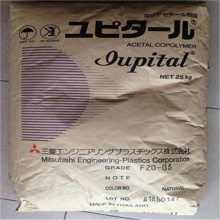 ユピタール®
ACETAL COPOLYMER
Iupital®
NET 25 kg
三菱エンジニアリングプラスチックス株式会社
Mitsubishi Engineering-Plastics Corporation
GRADE F20-03
NOTE
COLOR NO. NATURAL
LOT NO.
MADE IN THAILAND